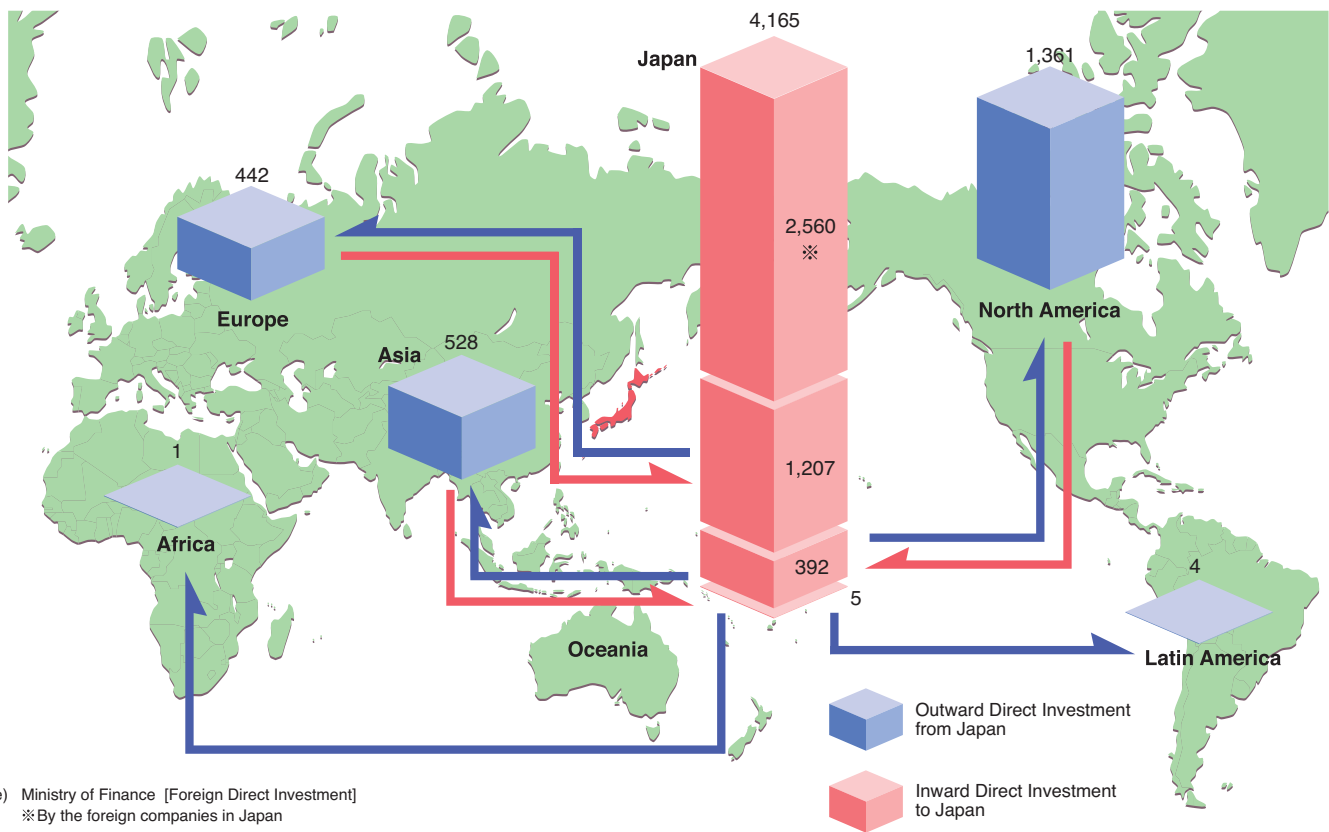 4,165
Japan
1,361
2,560
※
442
North America
Europe
Asia
528
1,207
1
Africa
392
5
4
Oceania
Latin America
Outward Direct Investment
from Japan
Inward Direct Investment
to Japan
e) Ministry of Finance [Foreign Direct Investment]
※By the foreign companies in Japan